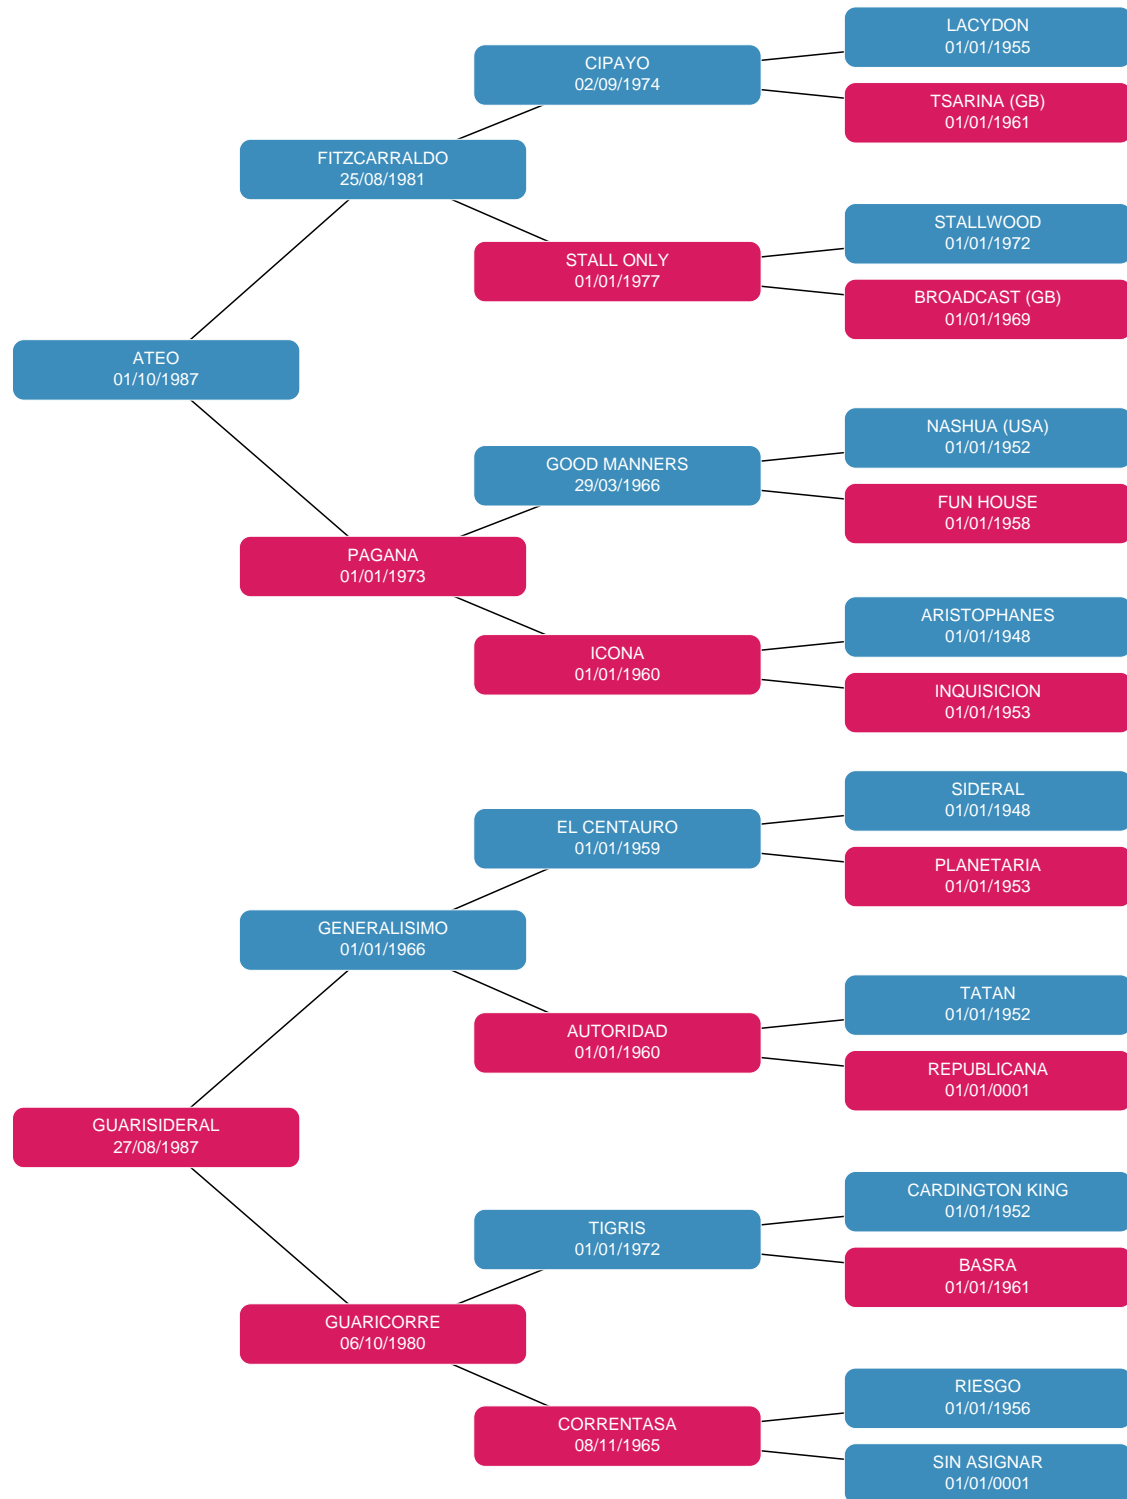 LACYDON
01/01/1955
CIPAYO
02/09/1974
TSARINA (GB)
01/01/1961
FITZCARRALDO
25/08/1981
STALLWOOD
01/01/1972
STALL ONLY
01/01/1977
BROADCAST (GB)
01/01/1969
ATEO
01/10/1987
NASHUA (USA)
01/01/1952
GOOD MANNERS
29/03/1966
FUN HOUSE
01/01/1958
PAGANA
01/01/1973
ARISTOPHANES
01/01/1948
ICONA
01/01/1960
INQUISICION
01/01/1953
SIDERAL
01/01/1948
EL CENTAURO
01/01/1959
PLANETARIA
01/01/1953
GENERALISIMO
01/01/1966
TATAN
01/01/1952
AUTORIDAD
01/01/1960
REPUBLICANA
01/01/0001
GUARISIDERAL
27/08/1987
CARDINGTON KING
01/01/1952
TIGRIS
01/01/1972
BASRA
01/01/1961
GUARICORRE
06/10/1980
RIESGO
01/01/1956
CORRENTASA
08/11/1965
SIN ASIGNAR
01/01/0001